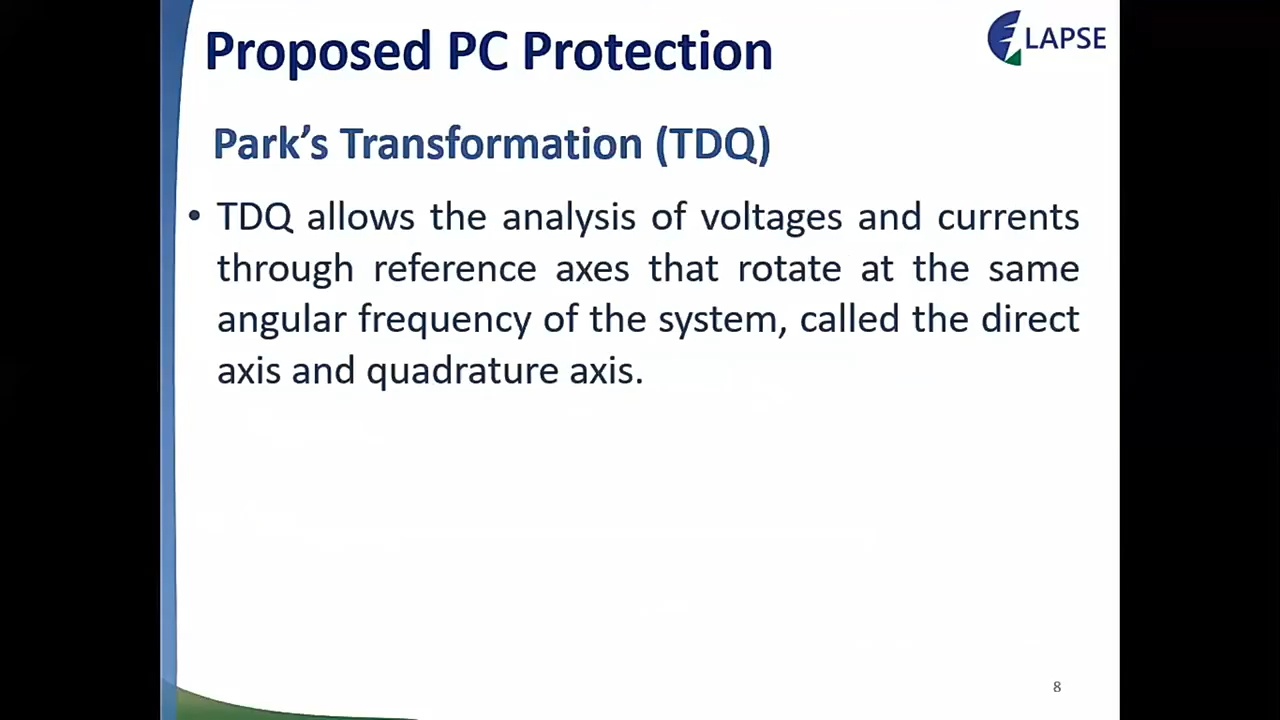 Proposed PC Protection
LAPSE
Park's Transformation (TDQ)
• TDQ allows the analysis of voltages and currents
through reference axes that rotate at the same
angular frequency of the system, called the direct
axis and quadrature axis.
8